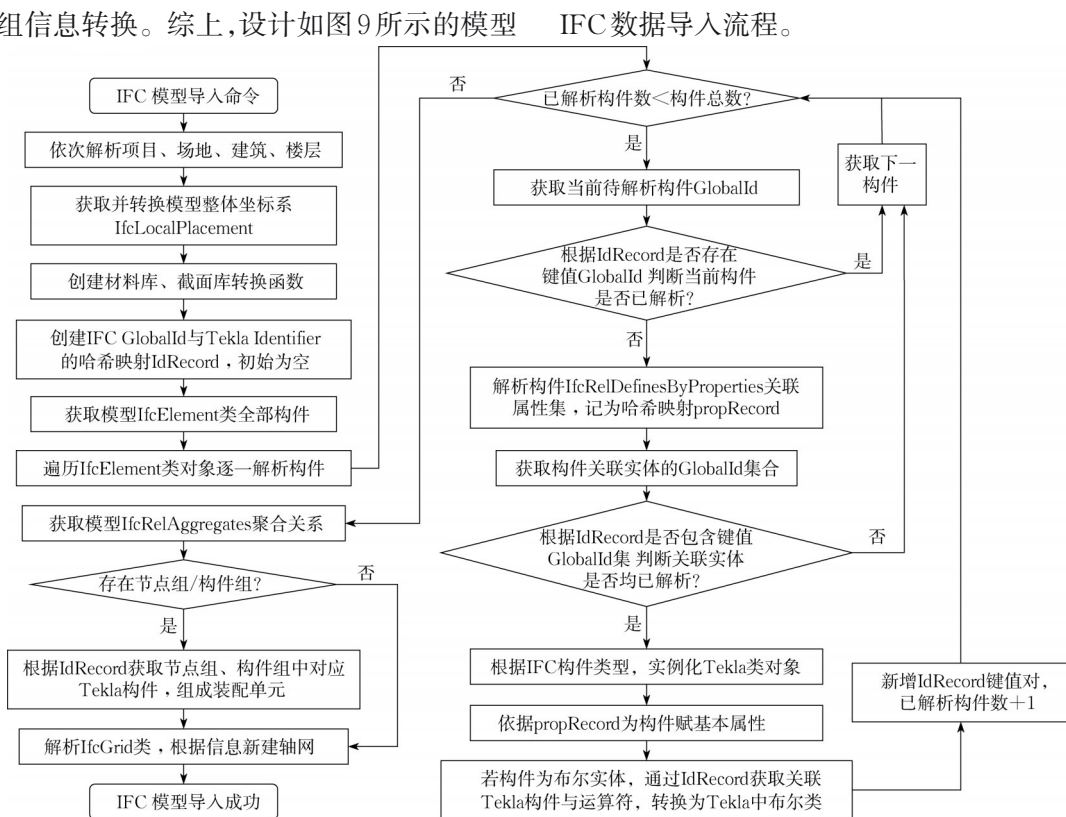 组信息转换。综上,设计如图9所示的模型
IFC数据导入流程。
IFC 模型导入命令
依次解析项目、场地、建筑、楼层
获取并转换模型整体坐标系
IfcLocalPlacement
创建材料库、截面库转换函数
创建IFC GlobalId与Tekla Identifier
的哈希映射IdRecord，初始为空
获取模型IfcElement类全部构件
遍历IfcElement类对象逐一解析构件
已解析构件数<构件总数?
否
是
获取当前待解析构件GlobalId
根据IdRecord是否存在
键值GlobalId 判断当前构件
是否已解析?
是
获取下一
构件
否
解析构件IfcRelDefinesByProperties关联
属性集，记为哈希映射propRecord
获取构件关联实体的GlobalId集合
根据IdRecord是否包含键值
GlobalId集 判断关联实体
是否均已解析?
否
是
根据IFC构件类型，实例化Tekla类对象
依据propRecord为构件赋基本属性
若构件为布尔实体，通过IdRecord获取关联
Tekla构件与运算符，转换为Tekla中布尔类
新增IdRecord键值对，
已解析构件数+1
获取模型IfcRelAggregates聚合关系
存在节点组/构件组?
否
是
根据IdRecord获取节点组、构件组中对应
Tekla构件，组成装配单元
解析IfcGrid类，根据信息新建轴网
IFC 模型导入成功